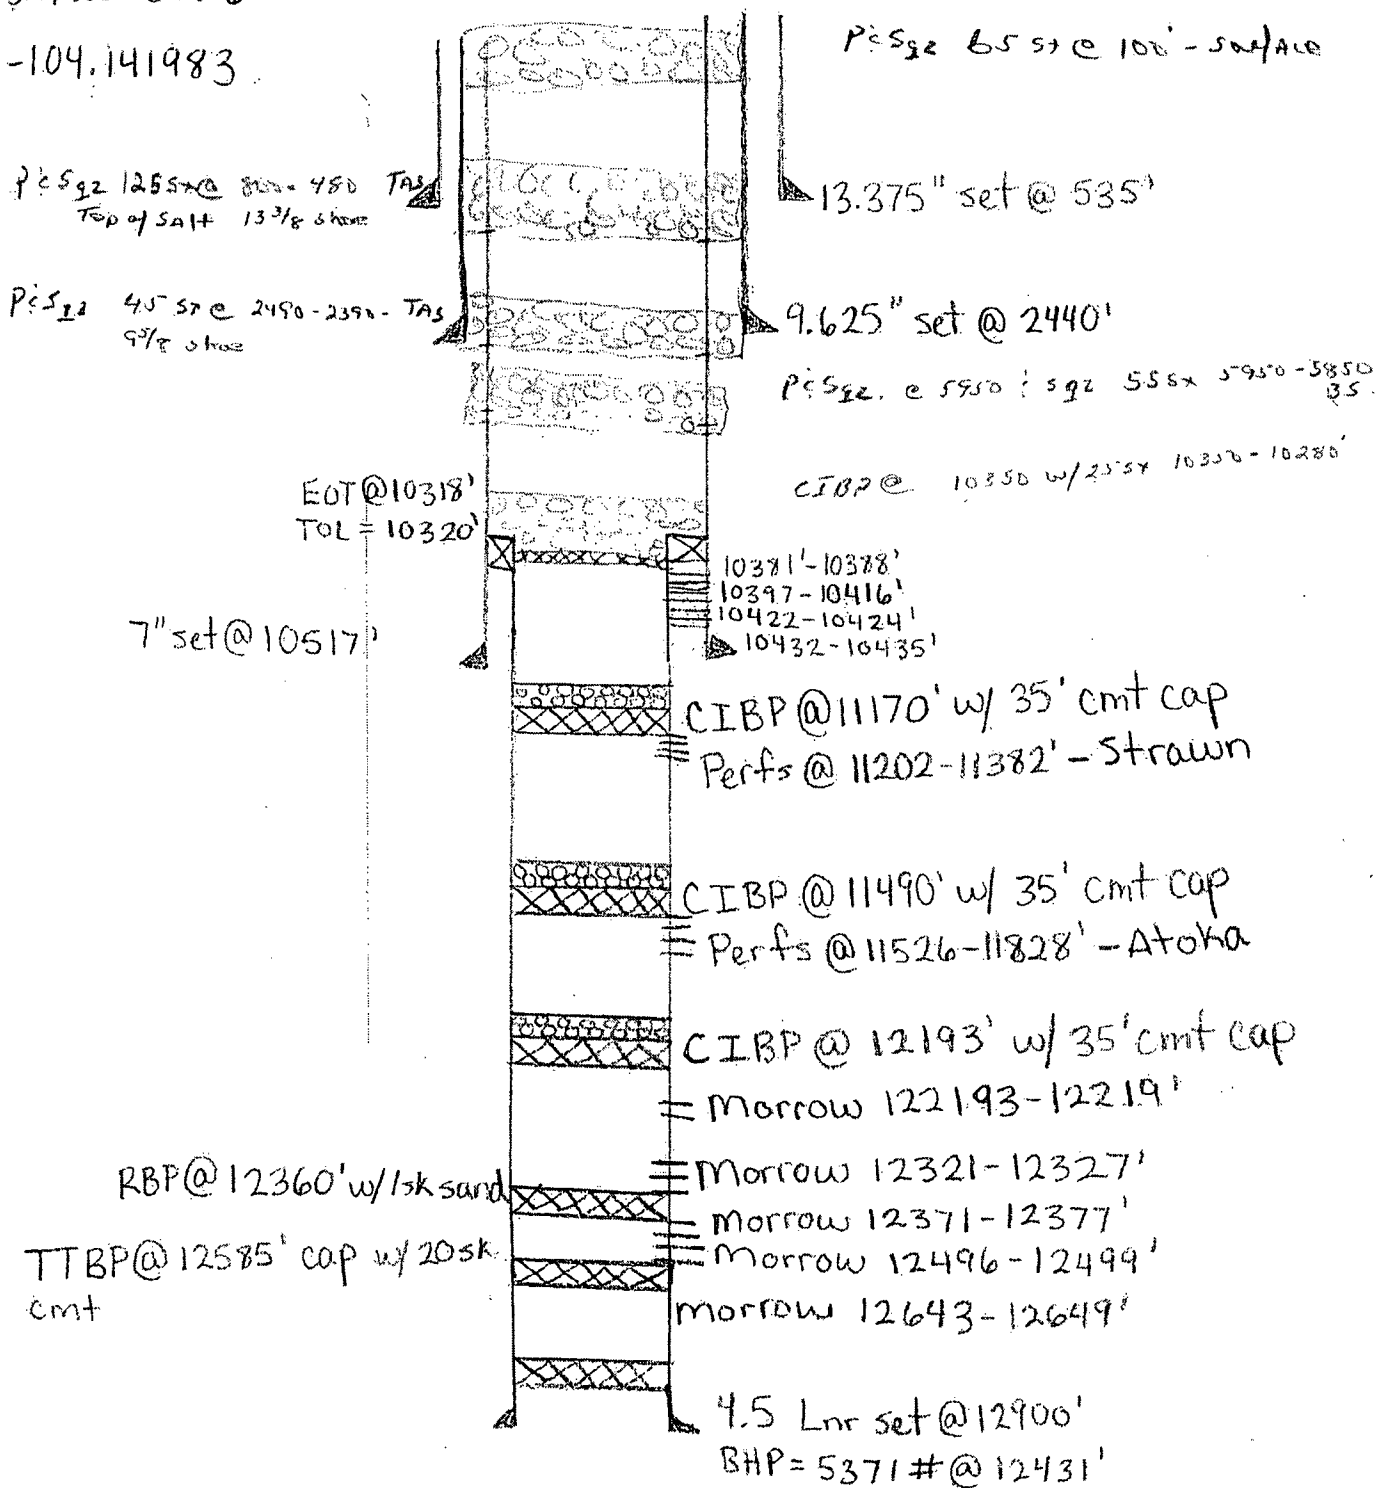 -104.141983
P&Sqz 65 sx @ 100' - Surface
P&Sqz 125 sx @ 800-480 TAS
Top of Salt 13 3/8 shoe
13.375" set @ 535'
P&Sqz 45 sx @ 2490-2390- TAS
9 5/8 shoe
9.625" set @ 2440'
P&Sqz. @ 5950 : sqz 55sx 5950-5850
35.
CIBP @ 10350 w/25sx 10350-10280'
EOT @10318'
TOL = 10320'
10381'-10388'
10397-10416'
10422-10424'
10432-10435'
7" set @ 10517'
CIBP @ 11170' w/ 35' cmt cap
Perfs @ 11202-11382' - Strawn
CIBP @ 11490' w/ 35' cmt cap
Perfs @ 11526-11828' - Atoka
CIBP @ 12193' w/ 35' cmt cap
Morrow 122193-12219'
RBP@ 12360' w/1sk sand
Morrow 12321-12327'
Morrow 12371-12377'
TTBP@ 12585' cap w/ 20sk
cmt
Morrow 12496-12499'
Morrow 12643-12649'
4.5 Lnr set @ 12900'
BHP = 5371 # @ 12431'